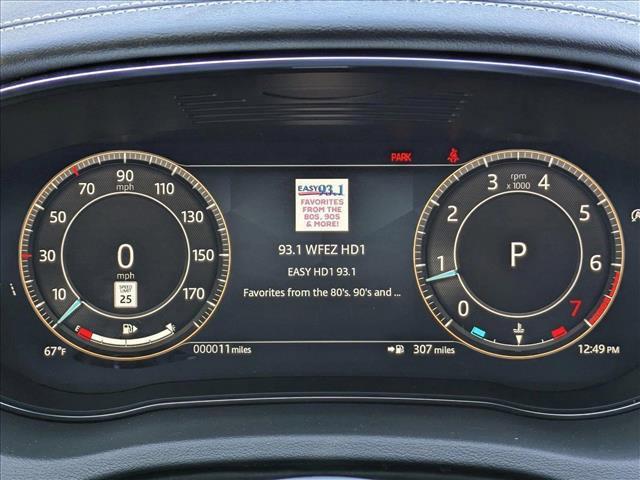 PARK
90
mph
70
110
50
130
30
150
10
170
0
mph
SPEED
LIMIT
25
E
F
67°F
000011 miles
EASY 93.1
FAVORITES
FROM THE
80S, 90S
& MORE!
93.1 WFEZ HD1
EASY HD1 93.1
Favorites from the 80's. 90's and ...
307 miles
rpm
x 1000
3
4
2
5
1
6
0
7
P
12:49 PM